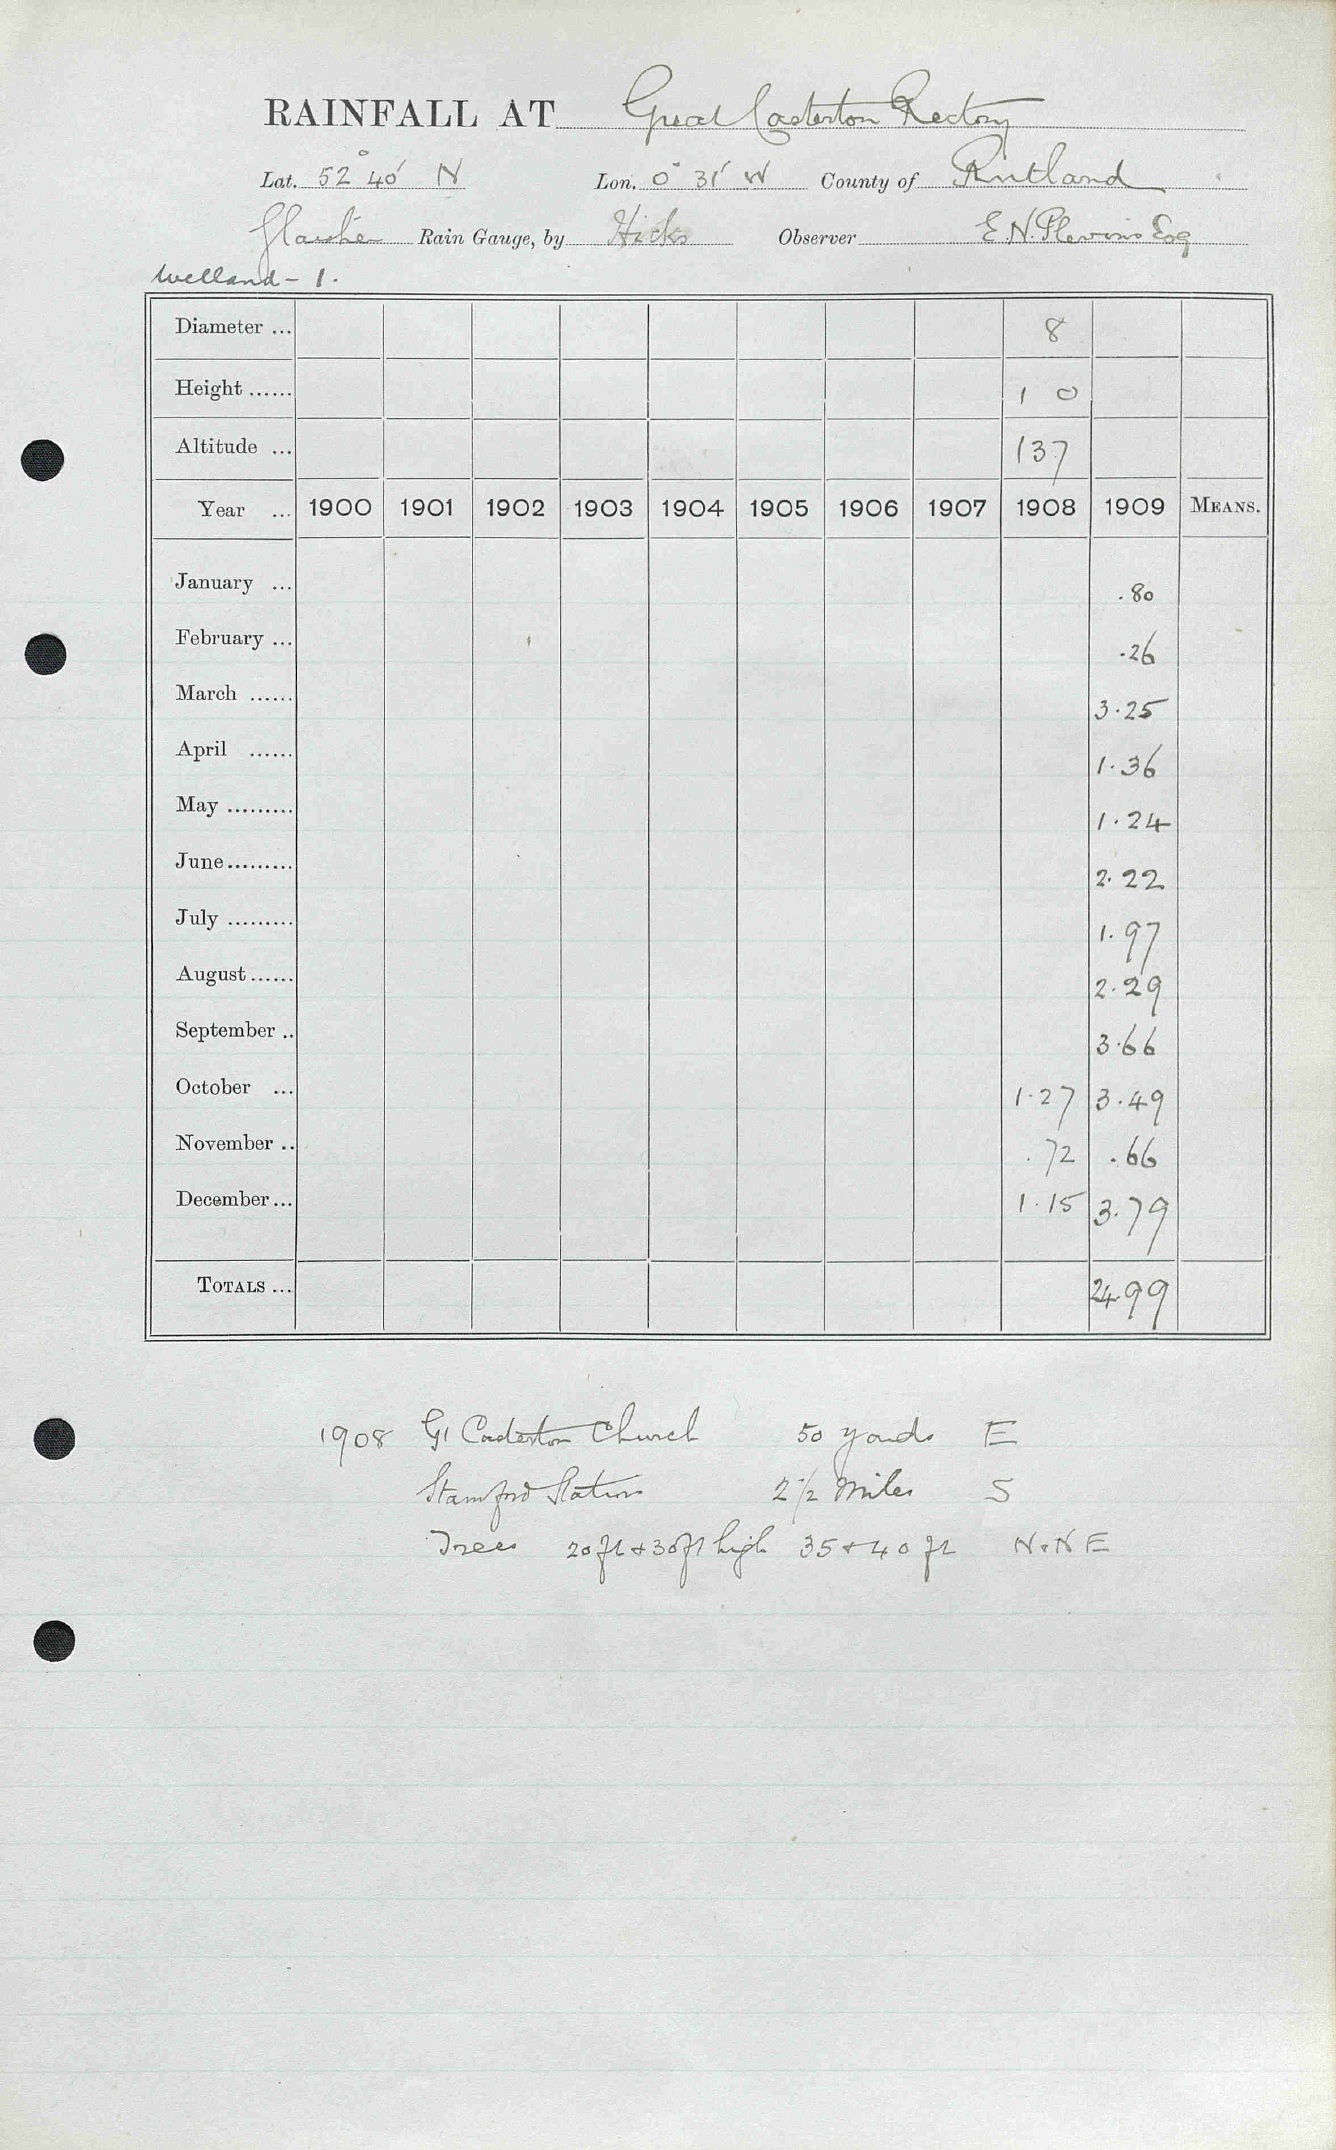 RAINFALL AT Great Casterton Rectory
Lat. 52° 40' N Lon. 0° 31' W County of Rutland
Glaisher Rain Gauge, by Hicks Observer E. N. Plevins Esq
Welland - 1.
Diameter ... 8
Height ...... 1 0
Altitude ... 137
Year ... 1900 1901 1902 1903 1904 1905 1906 1907 1908 1909 MEANS.
January ... .80
February ... .26
March ...... 3.25
April ...... 1.36
May ......... 1.24
June ......... 2.22
July ......... 1.97
August ...... 2.29
September .. 3.66
October ... 1.27 3.49
November .. .72 .66
December ... 1.15 3.79
TOTALS ... 24.99
1908 Gt Casterton Church 50 yards E
Stamford Station 2 1/2 Miles S
Trees 20ft + 30ft high 35 + 40 ft N + NE